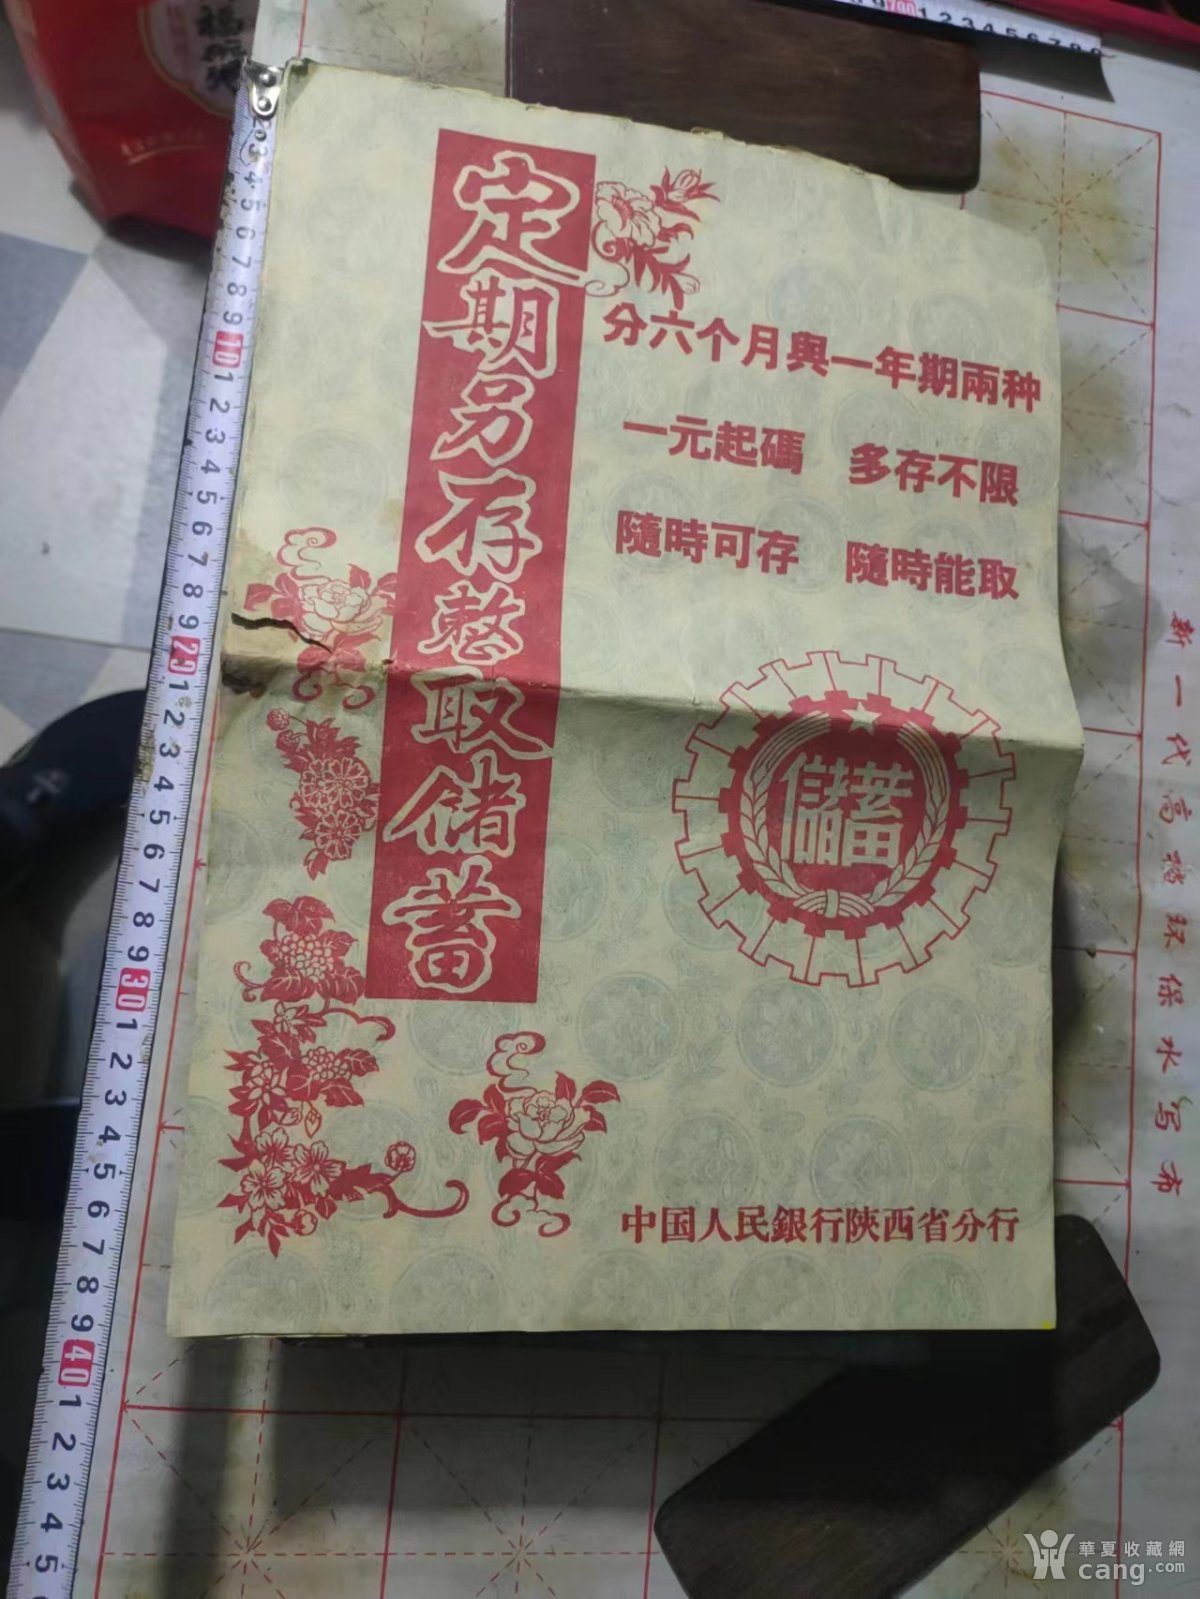 定期另存整取储蓄
分六个月與一年期兩种
一元起碼 多存不限
隨時可存 隨時能取
儲蓄
中国人民銀行陝西省分行
新一代高精环保水写布
華夏收藏網
cang.com